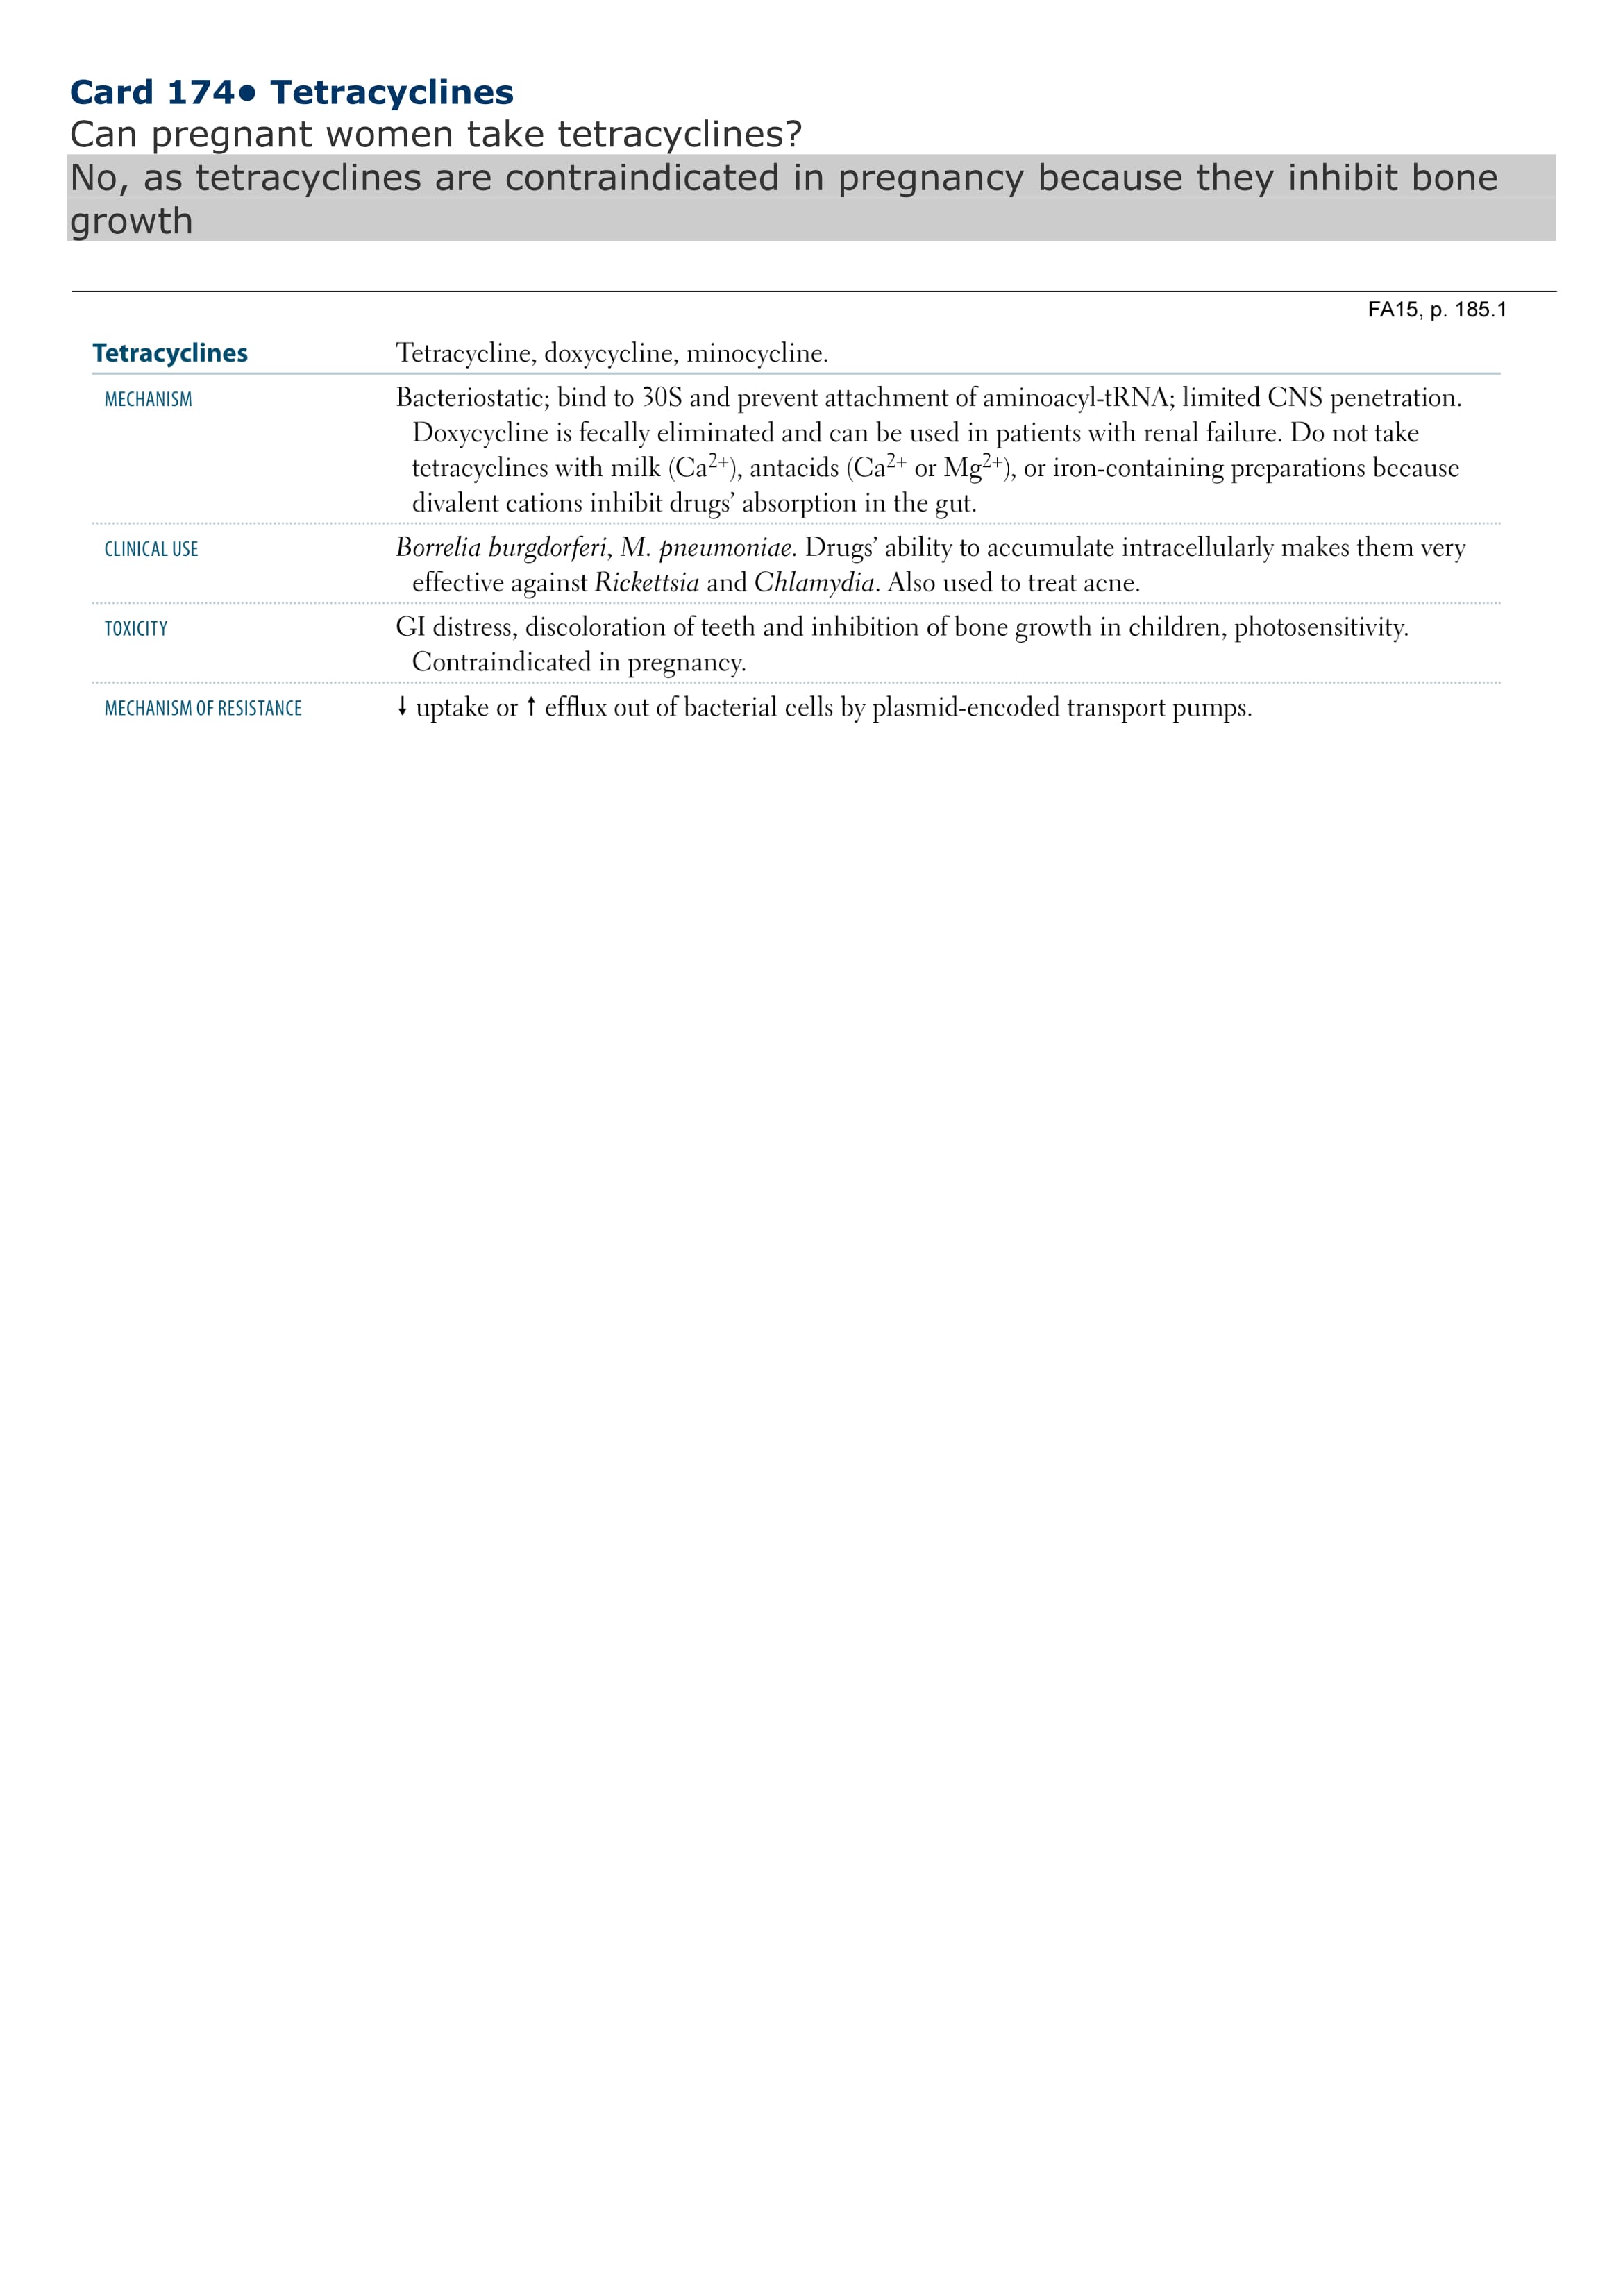 Card 174● Tetracyclines
Can pregnant women take tetracyclines?
No, as tetracyclines are contraindicated in pregnancy because they inhibit bone
growth
FA15, p. 185.1
Tetracyclines Tetracycline, doxycycline, minocycline.
MECHANISM Bacteriostatic; bind to 30S and prevent attachment of aminoacyl-tRNA; limited CNS penetration.
Doxycycline is fecally eliminated and can be used in patients with renal failure. Do not take
tetracyclines with milk (Ca2+), antacids (Ca2+ or Mg2+), or iron-containing preparations because
divalent cations inhibit drugs’ absorption in the gut.
CLINICAL USE Borrelia burgdorferi, M. pneumoniae. Drugs’ ability to accumulate intracellularly makes them very
effective against Rickettsia and Chlamydia. Also used to treat acne.
TOXICITY GI distress, discoloration of teeth and inhibition of bone growth in children, photosensitivity.
Contraindicated in pregnancy.
MECHANISM OF RESISTANCE ↓ uptake or ↑ efflux out of bacterial cells by plasmid-encoded transport pumps.